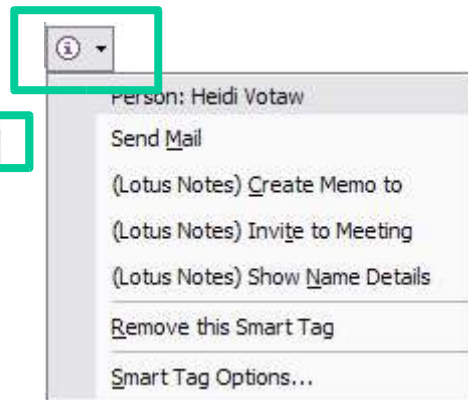 Person: Heidi Votaw
Send Mail
(Lotus Notes) Create Memo to
(Lotus Notes) Invite to Meeting
(Lotus Notes) Show Name Details
Remove this Smart Tag
Smart Tag Options...